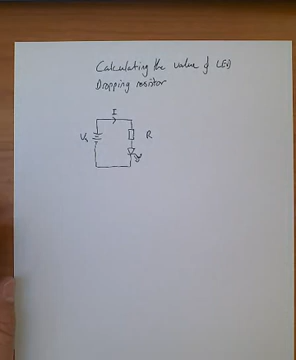 Calculating the value of LED
Dropping resistor
I
Vs
R